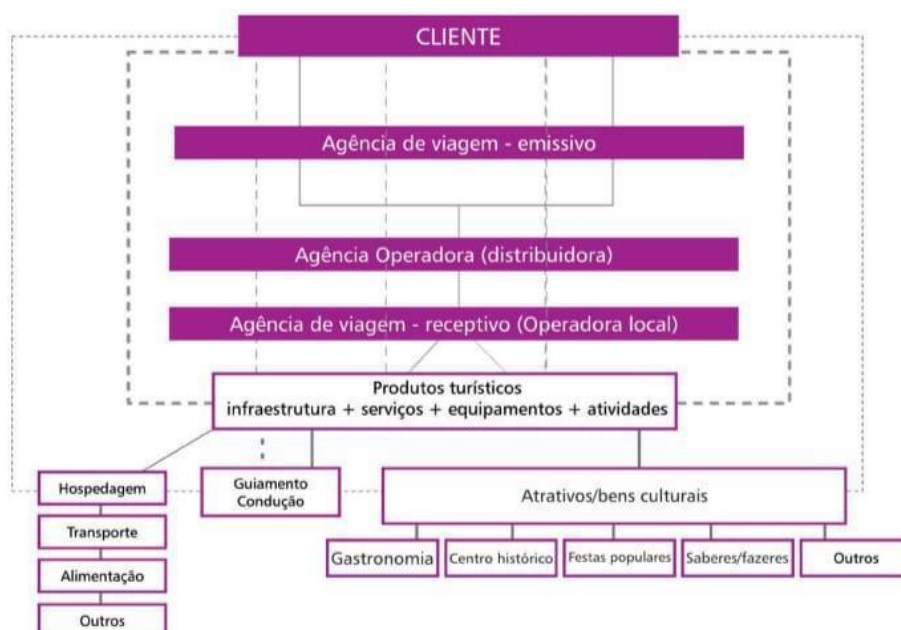 CLIENTE
Agência de viagem - emissivo
Agência Operadora (distribuidora)
Agência de viagem - receptivo (Operadora local)
Produtos turísticos
infraestrutura + serviços + equipamentos + atividades
Hospedagem
Transporte
Alimentação
Outros
Guiamento
Condução
Atrativos/bens culturais
Gastronomia
Centro histórico
Festas populares
Saberes/fazeres
Outros